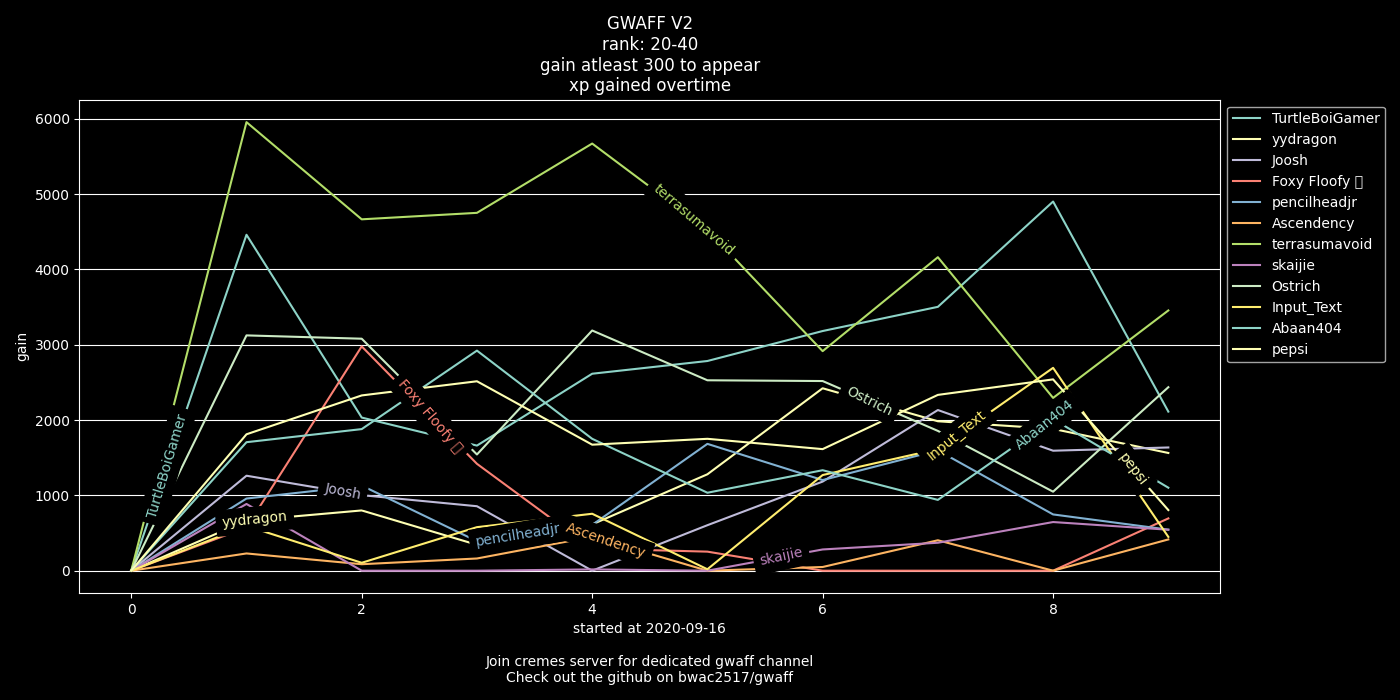 GWAFF V2
rank: 20-40
gain atleast 300 to appear
xp gained overtime
6000
5000
4000
3000
2000
1000
0
gain
0
2
4
6
8
started at 2020-09-16
TurtleBoiGamer
yydragon
Joosh
Foxy Floofy
pencilheadjr
Ascendency
terrasumavoid
skaijie
Ostrich
Input_Text
Abaan404
pepsi
TurtleBoiGamer
yydragon
Joosh
Foxy Floofy
pencilheadjr
Ascendency
terrasumavoid
skaijie
Ostrich
Input_Text
Abaan404
pepsi
Join cremes server for dedicated gwaff channel
Check out the github on bwac2517/gwaff